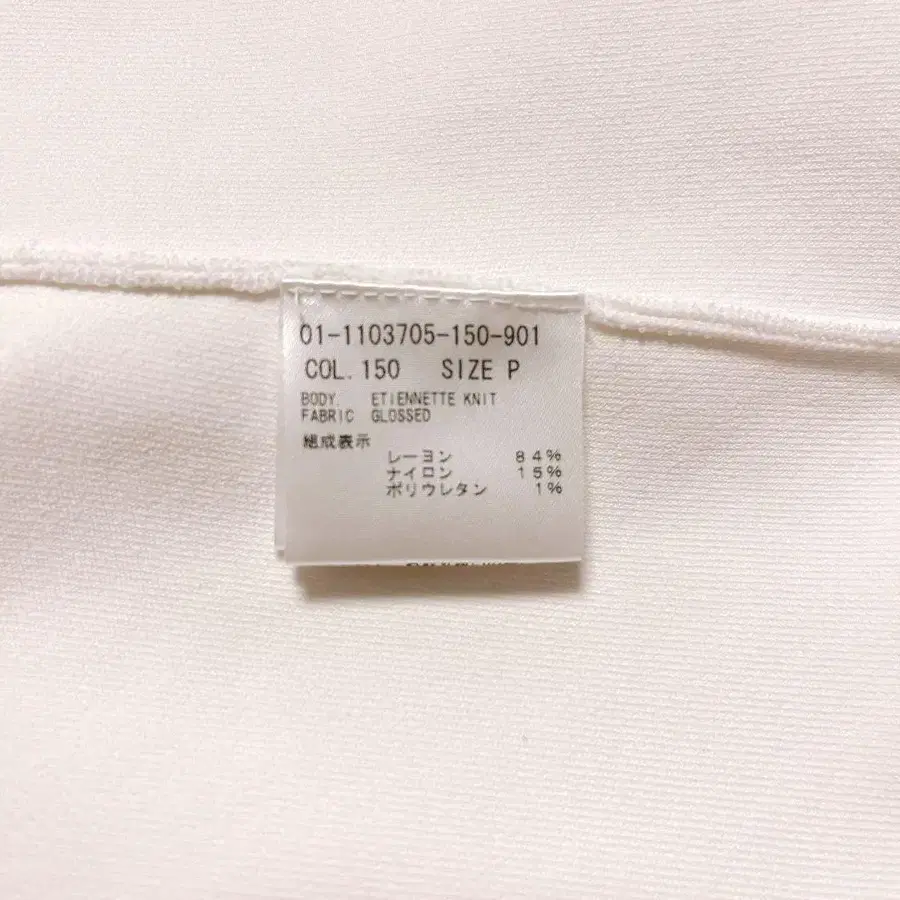 01-1103705-150-901
COL. 150 SIZE P
BODY. ETIENNETTE KNIT
FABRIC GLOSSED
組成表示
レーヨン 84%
ナイロン 15%
ポリウレタン 1%